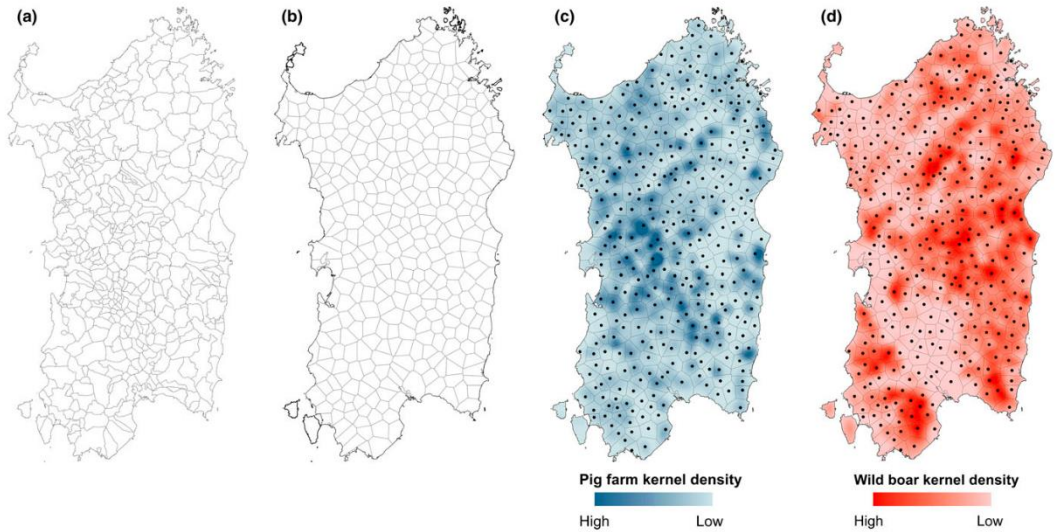 (a)
(b)
(c)
(d)
Pig farm kernel density
High Low
Wild boar kernel density
High Low